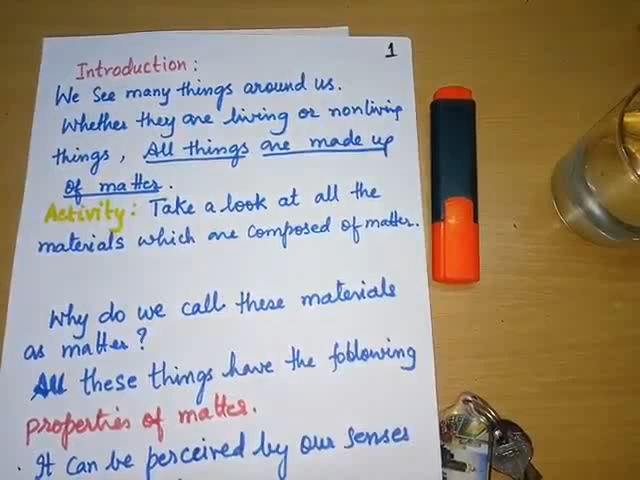 1
Introduction:
We see many things around us.
Whether they are living or nonliving
things, All things are made up
of matter.
Activity: Take a look at all the
materials which are composed of matter.
Why do we call these materials
as matter?
All these things have the following
properties of matter.
. It can be perceived by our senses